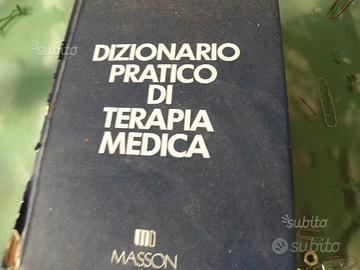 subito
DIZIONARIO
PRATICO
DI
TERAPIA
MEDICA
MASSON
subito
subito